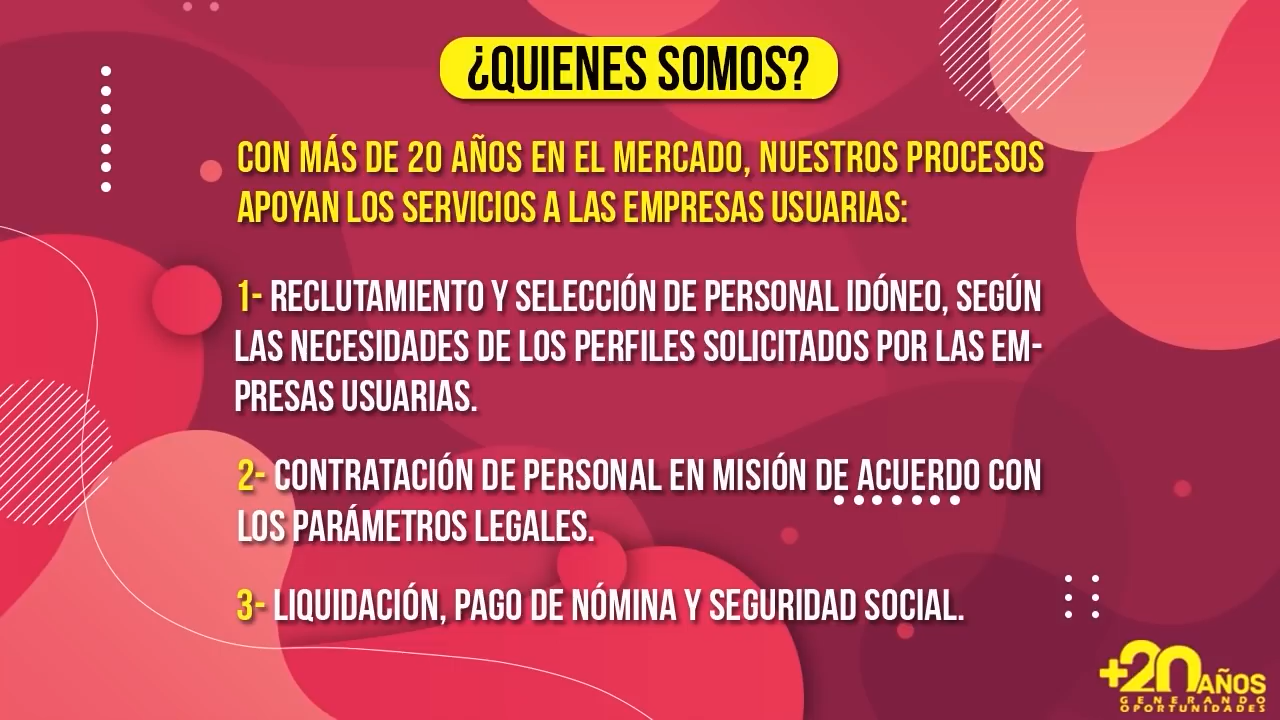 ¿QUIENES SOMOS?
CON MÁS DE 20 AÑOS EN EL MERCADO, NUESTROS PROCESOS
APOYAN LOS SERVICIOS A LAS EMPRESAS USUARIAS:
1- RECLUTAMIENTO Y SELECCIÓN DE PERSONAL IDÓNEO, SEGÚN
LAS NECESIDADES DE LOS PERFILES SOLICITADOS POR LAS EM-
PRESAS USUARIAS.
2- CONTRATACIÓN DE PERSONAL EN MISIÓN DE ACUERDO CON
LOS PARÁMETROS LEGALES.
3- LIQUIDACIÓN, PAGO DE NÓMINA Y SEGURIDAD SOCIAL.
+20 AÑOS
GENERANDO
OPORTUNIDADES